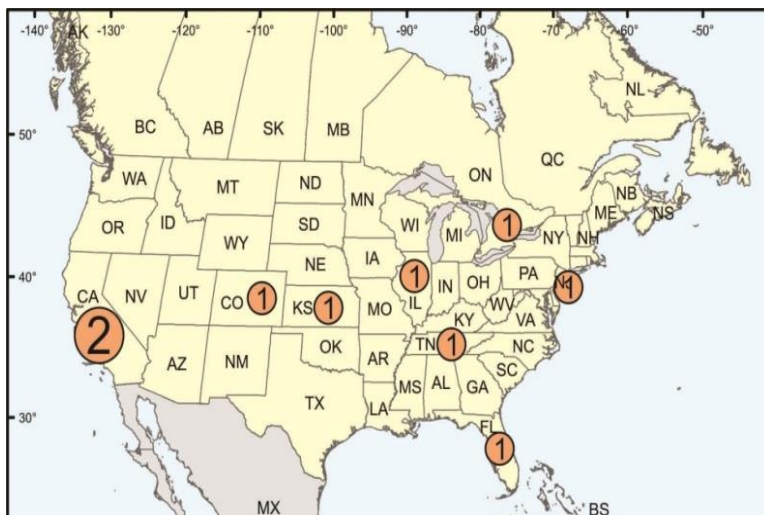 -140° -130° -120° -110° -100° -90° -80° -70° -60° -50°
AK
NL
50°
BC AB SK MB
ON QC
WA MT ND MN
NB
ME NS
OR ID SD WI MI 1 NY NH
WY IA
40°
NE 1 PA
CA NV UT CO 1 KS 1 MO IL IN OH WV NJ 1
2
KY VA
OK TN 1 NC
AZ NM AR SC
MS AL GA
TX LA
30°
FL
1
MX BS